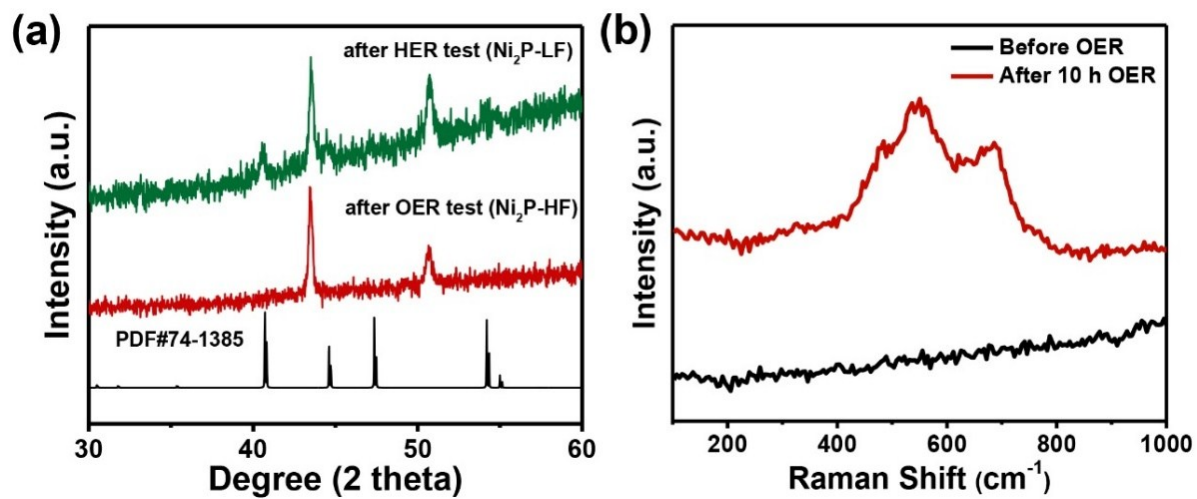 (a)
after HER test (Ni₂P-LF)
after OER test (Ni₂P-HF)
PDF#74-1385
Intensity (a.u.)
30 40 50 60
Degree (2 theta)
(b)
Before OER
After 10 h OER
Intensity (a.u.)
200 400 600 800 1000
Raman Shift (cm⁻¹)